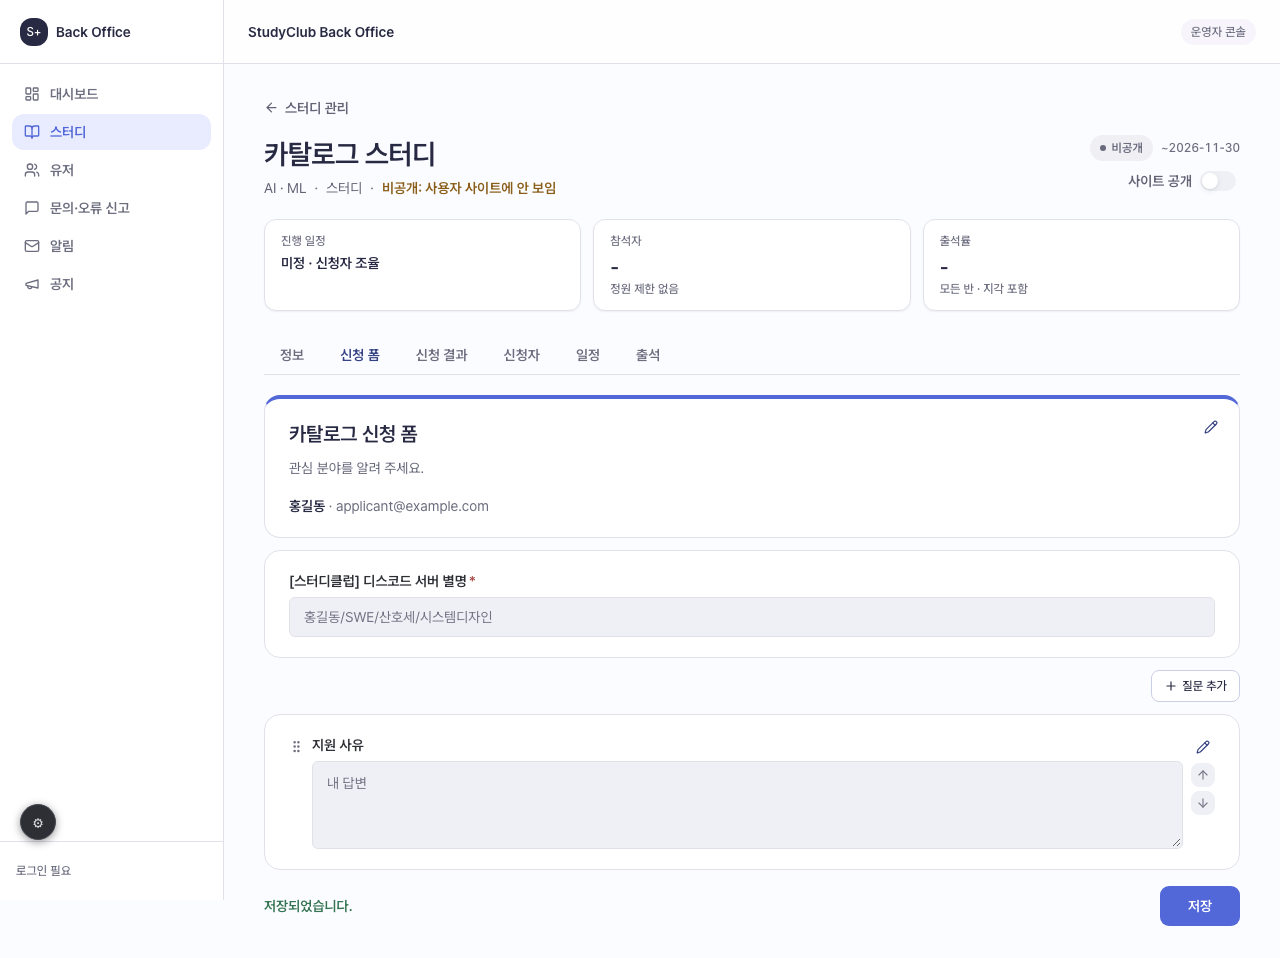 S+ Back Office
StudyClub Back Office
운영자 콘솔
대시보드
스터디
유저
문의·오류 신고
알림
공지
로그인 필요
스터디 관리
카탈로그 스터디
비공개 ~2026-11-30
AI · ML · 스터디 · 비공개: 사용자 사이트에 안 보임
사이트 공개
진행 일정
미정 · 신청자 조율
참석자
–
정원 제한 없음
출석률
–
모든 반 · 지각 포함
정보 신청 폼 신청 결과 신청자 일정 출석
카탈로그 신청 폼
관심 분야를 알려 주세요.
홍길동 · applicant@example.com
[스터디클럽] 디스코드 서버 별명 *
홍길동/SWE/산호세/시스템디자인
질문 추가
지원 사유
내 답변
저장되었습니다.
저장